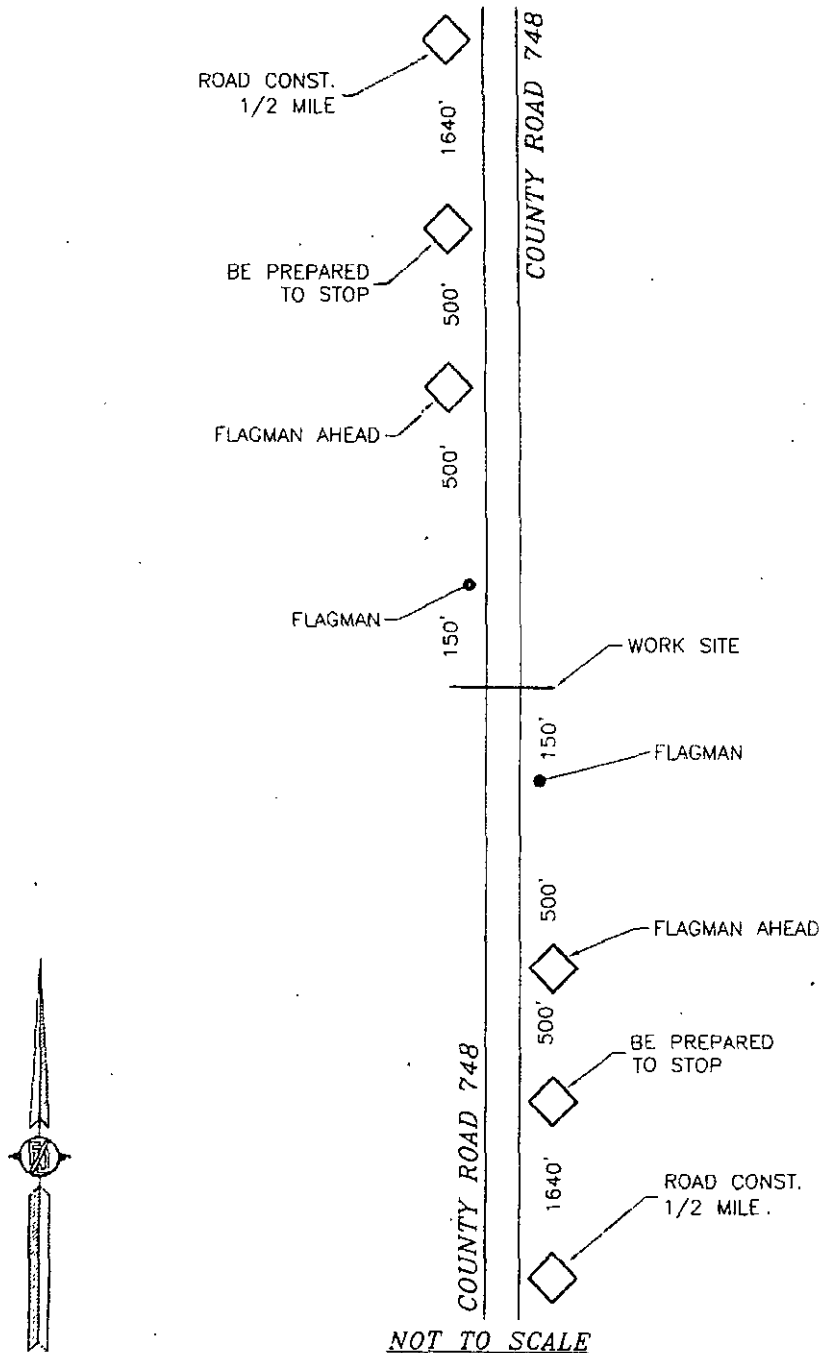 COUNTY ROAD 748
ROAD CONST.
1/2 MILE
1640'
BE PREPARED
TO STOP
500'
FLAGMAN AHEAD
500'
FLAGMAN
150'
WORK SITE
150'
FLAGMAN
500'
FLAGMAN AHEAD
500'
BE PREPARED
TO STOP
COUNTY ROAD 748
1640'
ROAD CONST.
1/2 MILE.
NOT TO SCALE